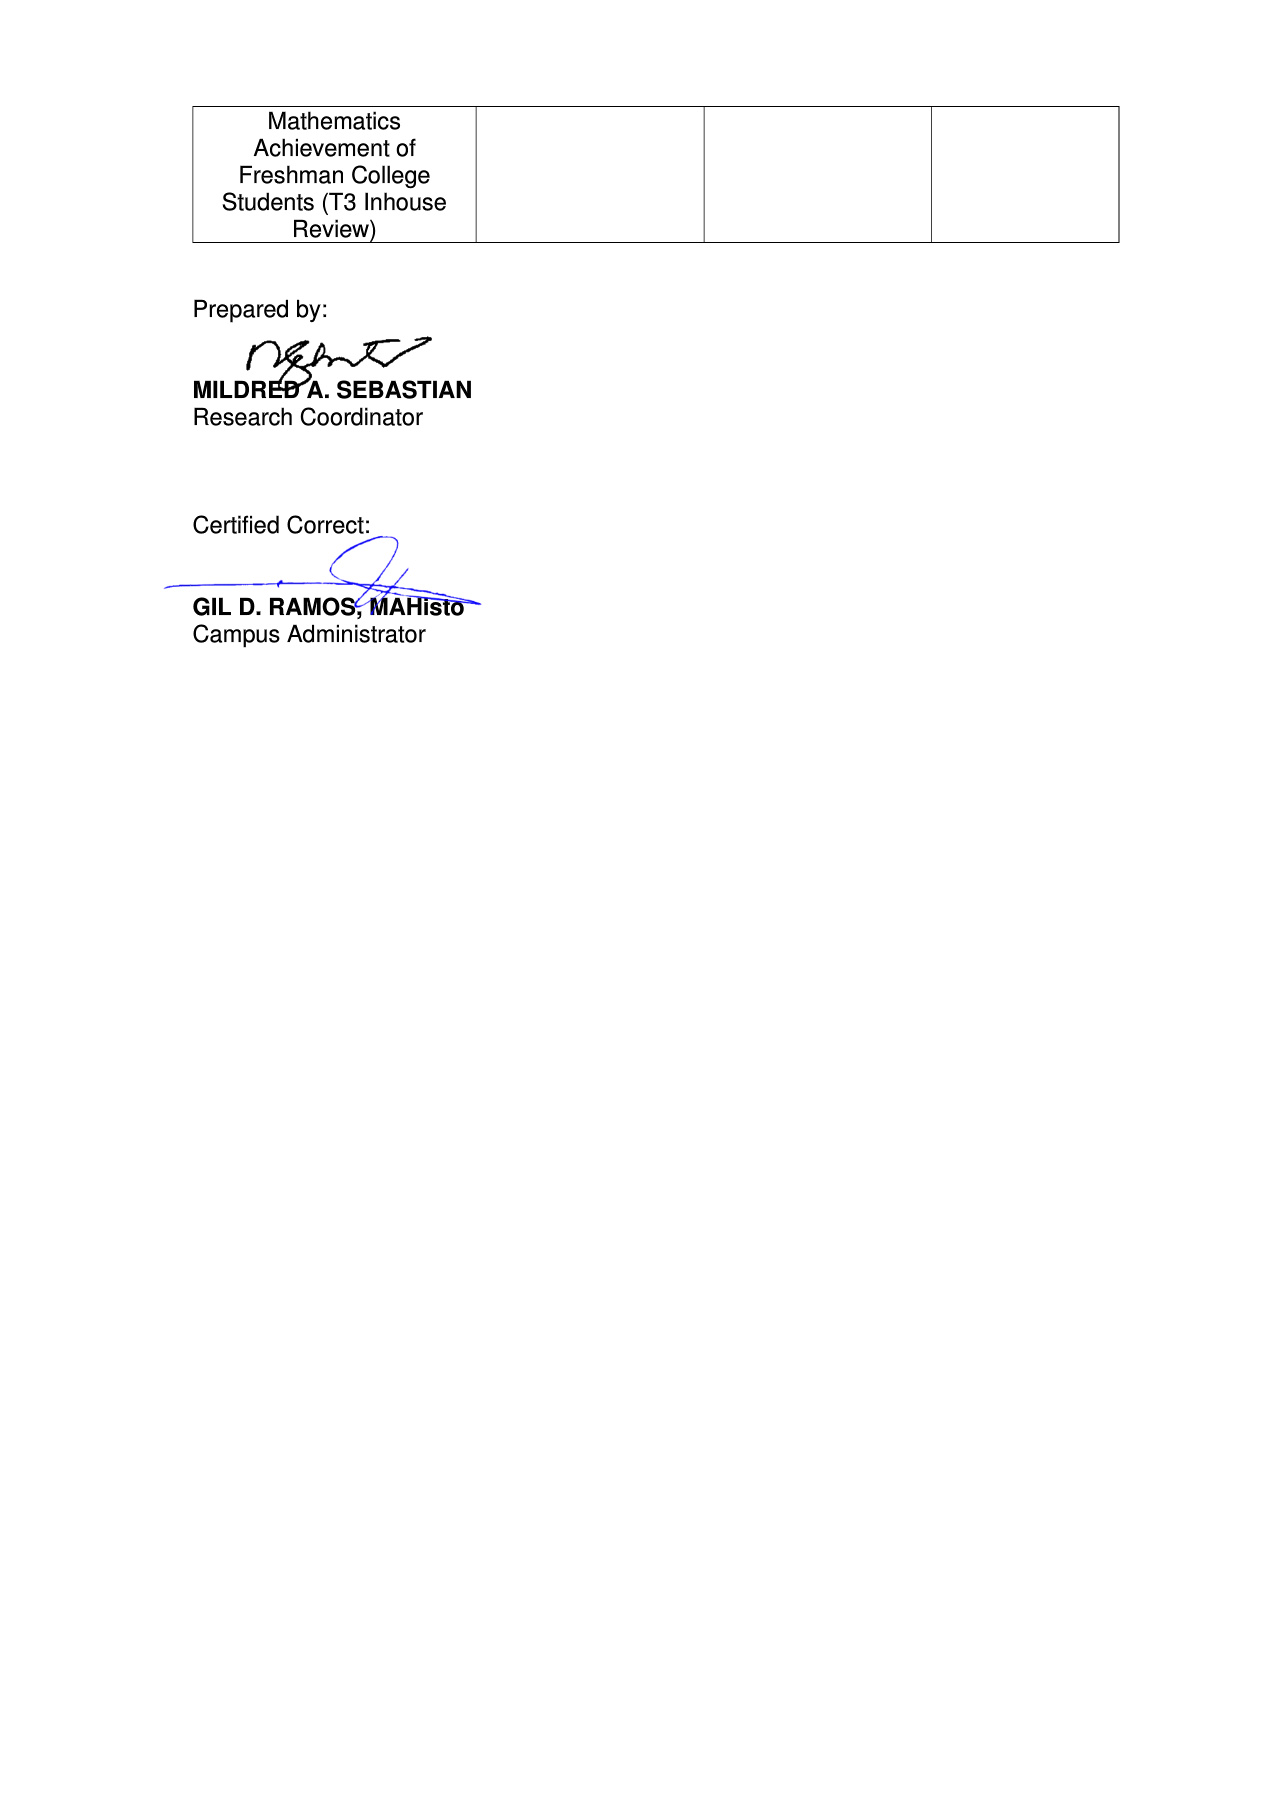 Mathematics
Achievement of
Freshman College
Students (T3 Inhouse
Review)
Prepared by:
MILDRED A. SEBASTIAN
Research Coordinator
Certified Correct:
GIL D. RAMOS, MAHisto
Campus Administrator